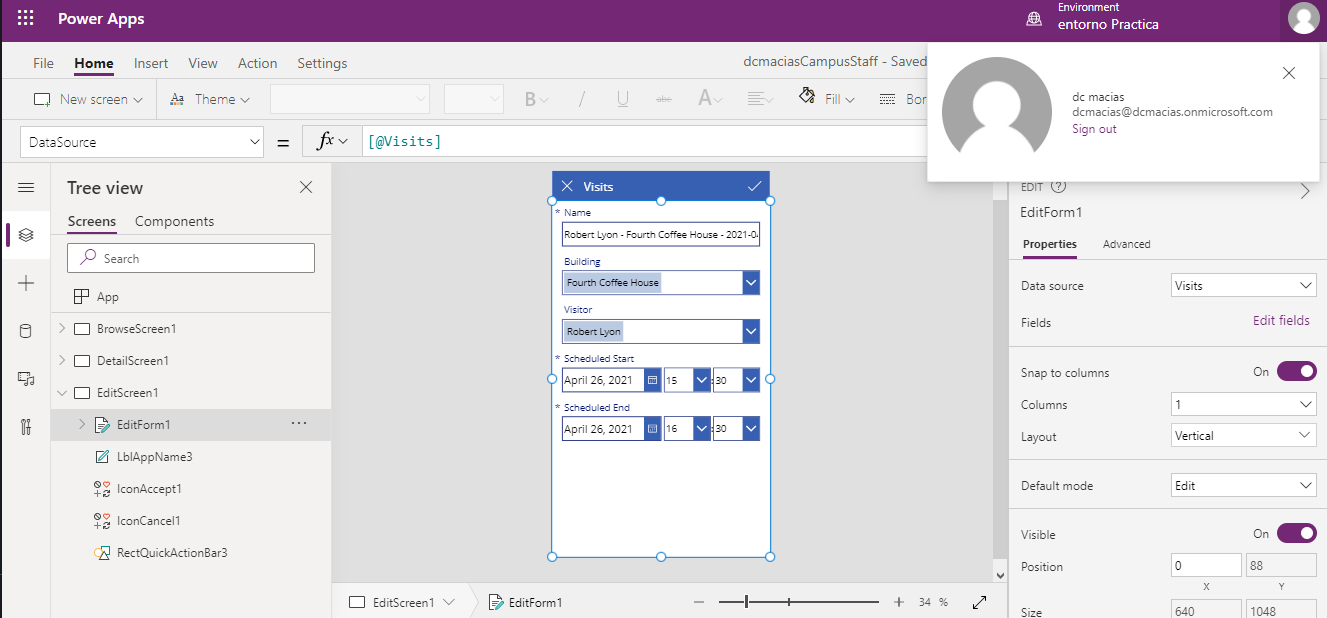 Power Apps
Environment
entorno Practica
File Home Insert View Action Settings
dcmaciasCampusStaff - Saved
dc macias
dcmacias@dcmacias.onmicrosoft.com
Sign out
New screen Theme B / U abc A Fill Bor
DataSource = fx [@Visits]
Tree view
Screens Components
Search
App
BrowseScreen1
DetailScreen1
EditScreen1
EditForm1 ...
LblAppName3
IconAccept1
IconCancel1
RectQuickActionBar3
Visits
* Name
Robert Lyon - Fourth Coffee House - 2021-04
Building
Fourth Coffee House
Visitor
Robert Lyon
* Scheduled Start
April 26, 2021 15 : 30
* Scheduled End
April 26, 2021 16 : 30
EditScreen1 EditForm1 − + 34 %
EDIT ?
EditForm1
Properties Advanced
Data source Visits
Fields Edit fields
Snap to columns On
Columns 1
Layout Vertical
Default mode Edit
Visible On
Position 0 88
X Y
Size 640 1048